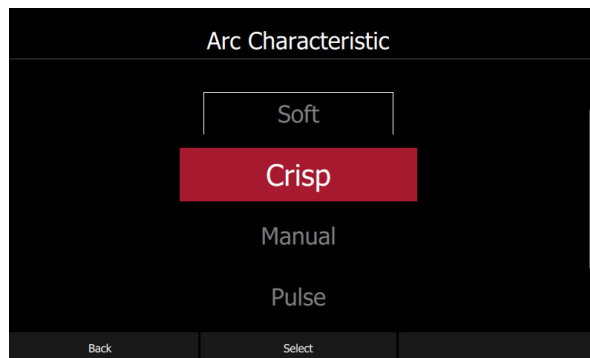 Arc Characteristic
Soft
Crisp
Manual
Pulse
Back Select